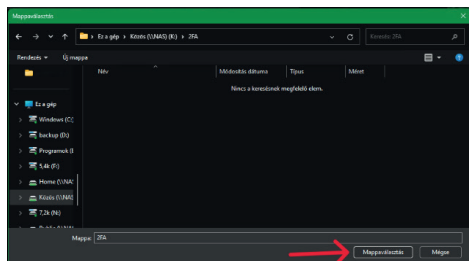 Mappaválasztás
Ez a gép > Közös (\\NAS) (K:) > 2FA
Keresés: 2FA
Rendezés
Új mappa
Név
Módosítás dátuma
Típus
Méret
Nincs a keresésnek megfelelő elem.
Ez a gép
Windows (C:)
backup (D:)
Programok (E
5,4k (F:)
Home (\\NAS
Közös (\\NAS
7,2k (N:)
Mappa: 2FA
Mappaválasztás
Mégse